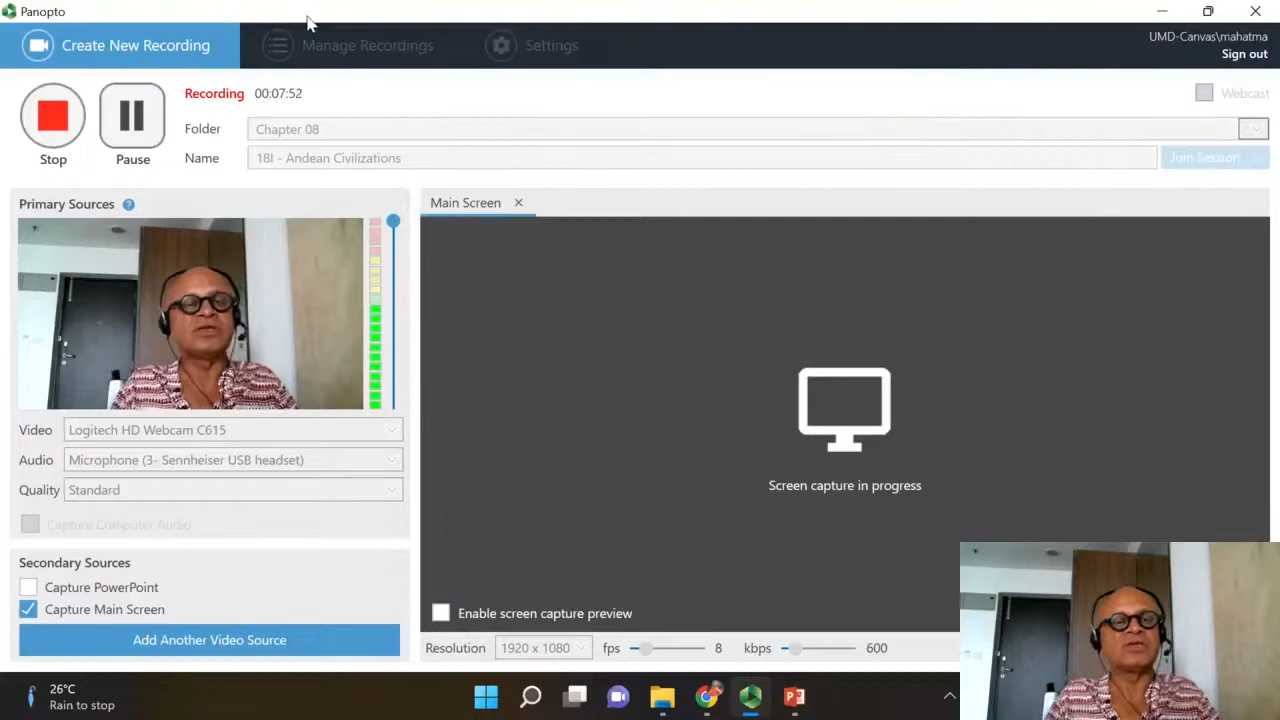 Panopto
Create New Recording
Manage Recordings
Settings
UMD-Canvas\mahatma
Sign out
Recording 00:07:52
Webcast
Folder Chapter 08
Name 18I - Andean Civilizations
Join Session
Stop
Pause
Primary Sources ?
Main Screen
Video Logitech HD Webcam C615
Audio Microphone (3- Sennheiser USB headset)
Quality Standard
Capture Computer Audio
Screen capture in progress
Secondary Sources
Capture PowerPoint
Capture Main Screen
Add Another Video Source
Enable screen capture preview
Resolution 1920 x 1080 fps 8 kbps 600
26°C
Rain to stop